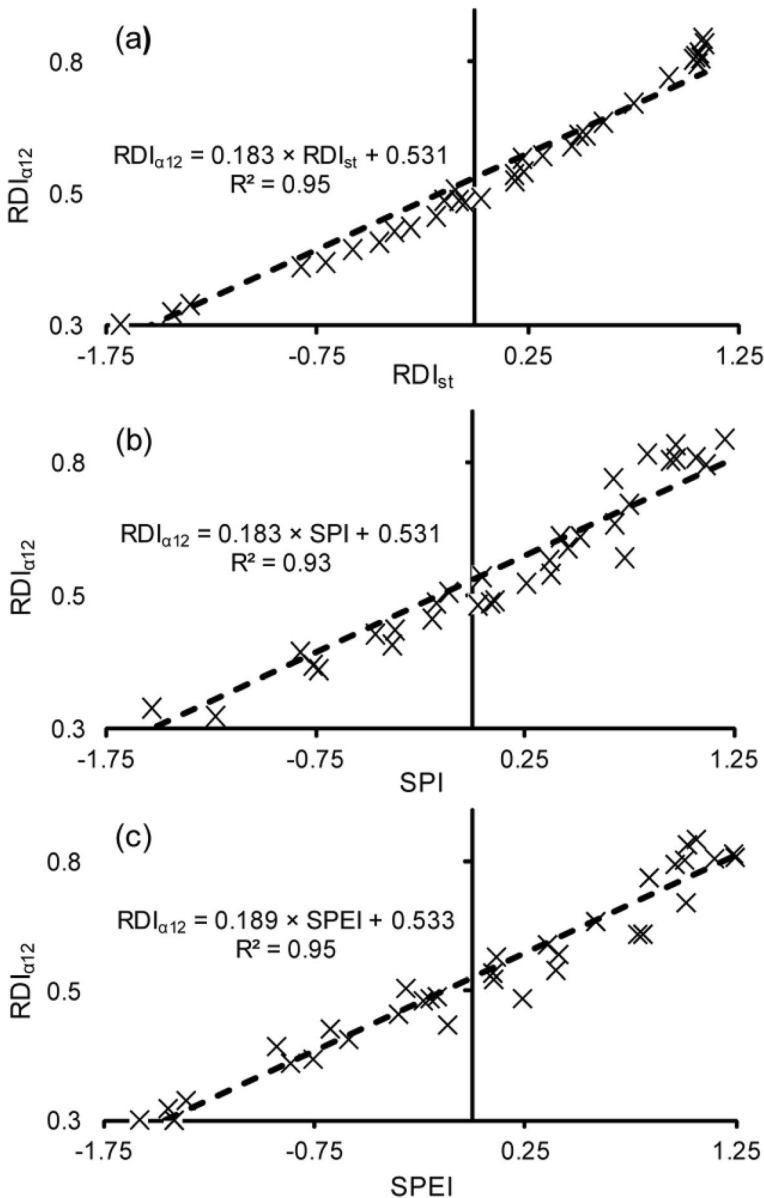 (a)
0.8
RDIα12 = 0.183 × RDIst + 0.531
R² = 0.95
RDIα12
0.5
0.3
-1.75 -0.75 0.25 1.25
RDIst
(b)
0.8
RDIα12 = 0.183 × SPI + 0.531
R² = 0.93
RDIα12
0.5
0.3
-1.75 -0.75 0.25 1.25
SPI
(c)
0.8
RDIα12 = 0.189 × SPEI + 0.533
R² = 0.95
RDIα12
0.5
0.3
-1.75 -0.75 0.25 1.25
SPEI